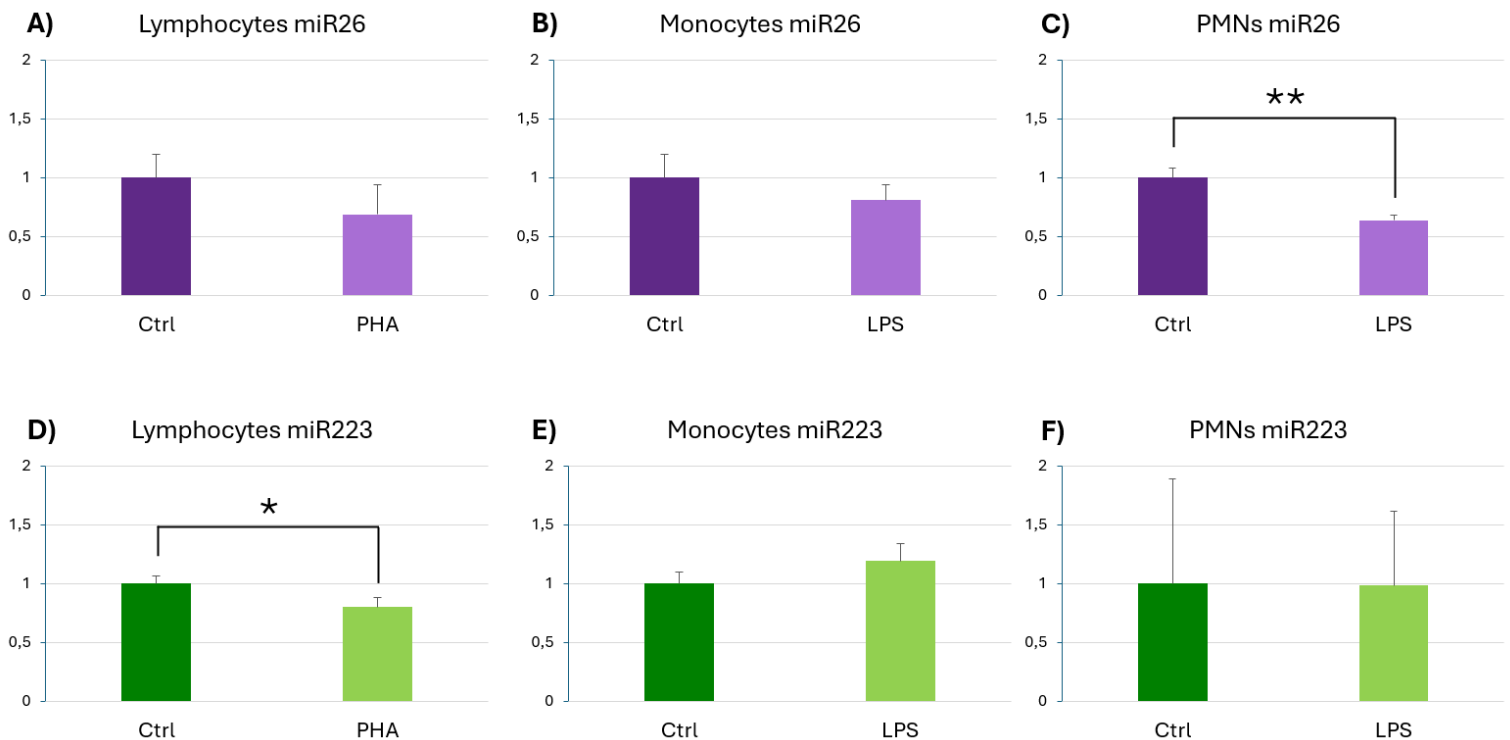 A) Lymphocytes miR26
2
1,5
1
0,5
0
Ctrl PHA
B) Monocytes miR26
2
1,5
1
0,5
0
Ctrl LPS
C) PMNs miR26
2
1,5
1
0,5
0
**
Ctrl LPS
D) Lymphocytes miR223
2
1,5
1
0,5
0
*
Ctrl PHA
E) Monocytes miR223
2
1,5
1
0,5
0
Ctrl LPS
F) PMNs miR223
2
1,5
1
0,5
0
Ctrl LPS